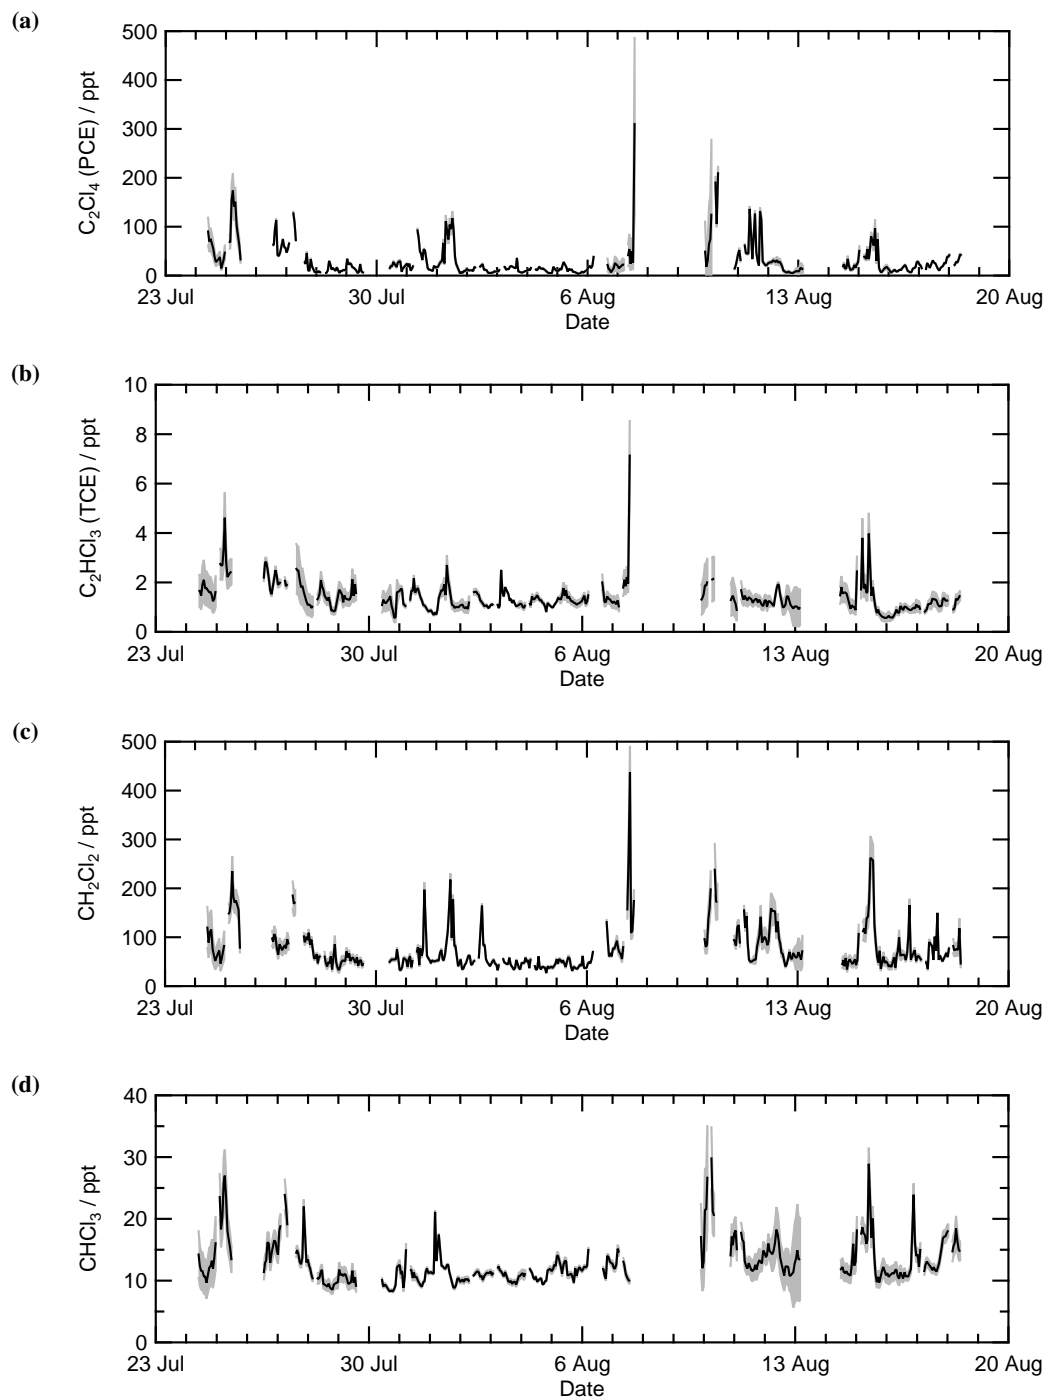 (a)
500
400
300
200
100
0
C₂Cl₄ (PCE) / ppt
23 Jul 30 Jul 6 Aug 13 Aug 20 Aug
Date
(b)
10
8
6
4
2
0
C₂HCl₃ (TCE) / ppt
23 Jul 30 Jul 6 Aug 13 Aug 20 Aug
Date
(c)
500
400
300
200
100
0
CH₂Cl₂ / ppt
23 Jul 30 Jul 6 Aug 13 Aug 20 Aug
Date
(d)
40
30
20
10
0
CHCl₃ / ppt
23 Jul 30 Jul 6 Aug 13 Aug 20 Aug
Date